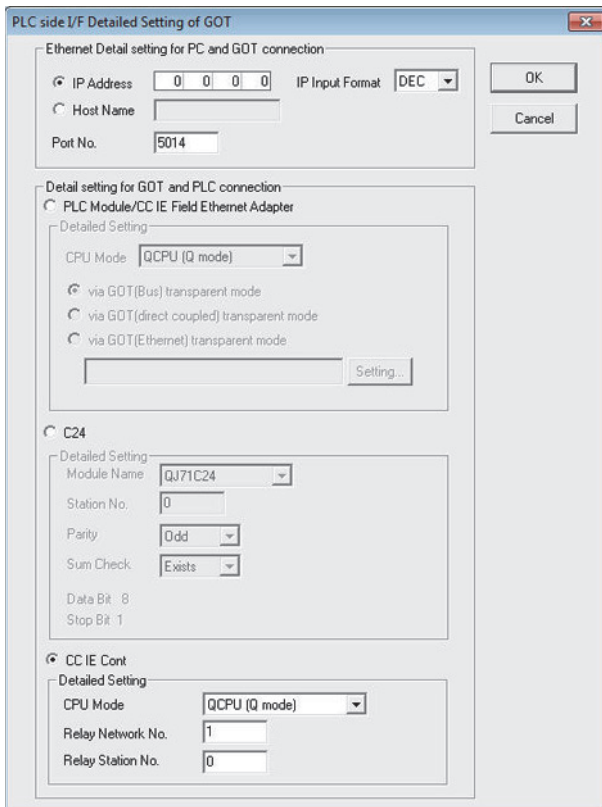 PLC side I/F Detailed Setting of GOT
Ethernet Detail setting for PC and GOT connection
IP Address 0 0 0 0 IP Input Format DEC
OK
Host Name
Cancel
Port No. 5014
Detail setting for GOT and PLC connection
PLC Module/CC IE Field Ethernet Adapter
Detailed Setting
CPU Mode QCPU (Q mode)
via GOT(Bus) transparent mode
via GOT(direct coupled) transparent mode
via GOT(Ethernet) transparent mode
Setting...
C24
Detailed Setting
Module Name QJ71C24
Station No. 0
Parity Odd
Sum Check Exists
Data Bit 8
Stop Bit 1
CC IE Cont
Detailed Setting
CPU Mode QCPU (Q mode)
Relay Network No. 1
Relay Station No. 0